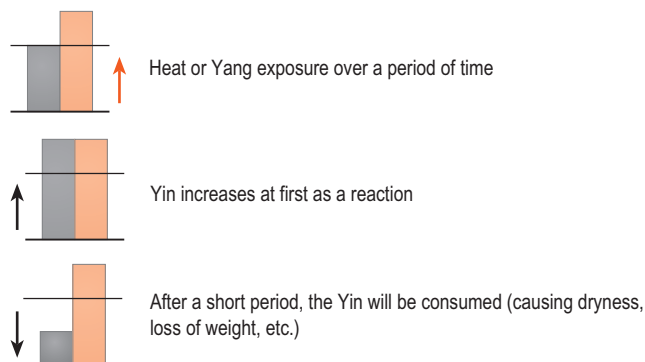 Heat or Yang exposure over a period of time
Yin increases at first as a reaction
After a short period, the Yin will be consumed (causing dryness,
loss of weight, etc.)